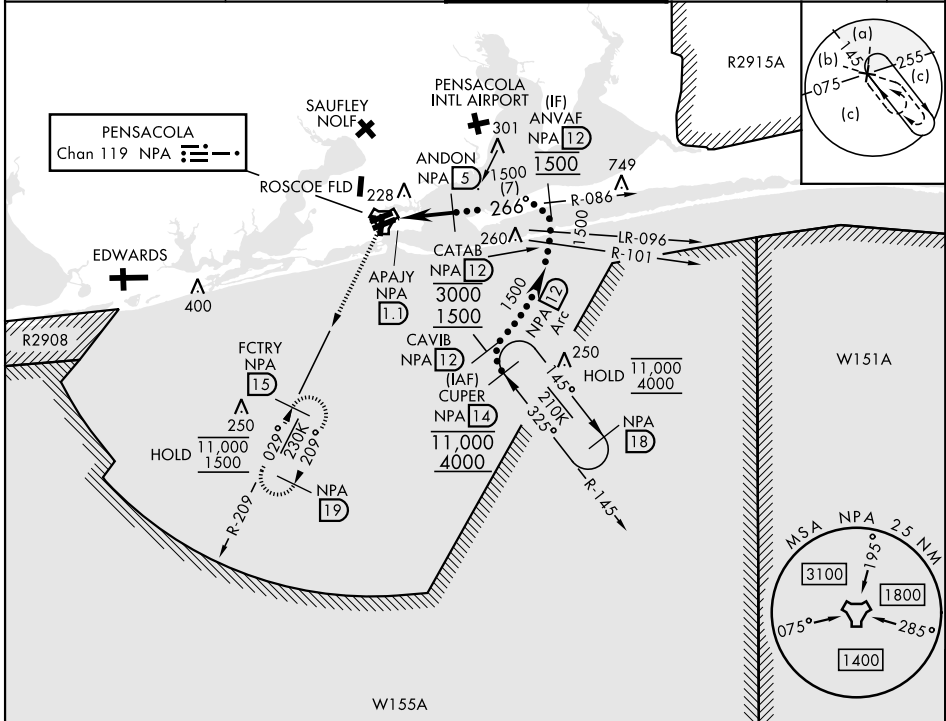 PENSACOLA
Chan 119 NPA
SAUFLEY
NOLF
ROSCOE FLD
228
PENSACOLA
INTL AIRPORT
301
ANDON
NPA 5
1500
(7)
266°
(IF)
ANVAF
NPA 12
1500
749
R-086
R2915A
(a)
145°
(b)
255
(c)
075
(c)
EDWARDS
400
APAJY
NPA
1.1
260
CATAB
NPA 12
3000
1500
LR-096
R-101
1500
1500
NPA 12
Arc
R2908
FCTRY
NPA
15
250
HOLD 11,000
1500
029°
230K
209°
NPA
19
R-209
CAVIB
NPA 12
(IAF)
CUPER
NPA 14
11,000
4000
250
HOLD 11,000
4000
145°
210K
325°
NPA
18
R-145
W151A
MSA NPA 25 NM
195°
3100
1800
075°
285°
1400
W155A